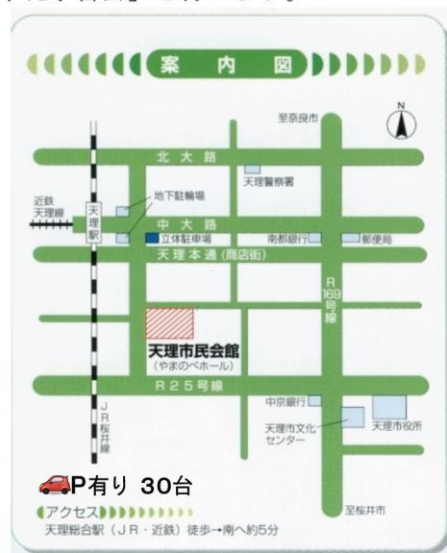 案内図
至奈良市
N
北大路
天理警察署
近鉄
天理線
天理駅
地下駐輪場
中大路
立体駐車場
南都銀行
郵便局
天理本通(商店街)
R169号線
天理市民会館
(やまのべホール)
R25号線
中京銀行
天理市文化
センター
天理市役所
JR桜井線
P有り 30台
アクセス
至桜井市
天理総合駅(JR・近鉄)徒歩→南へ約5分